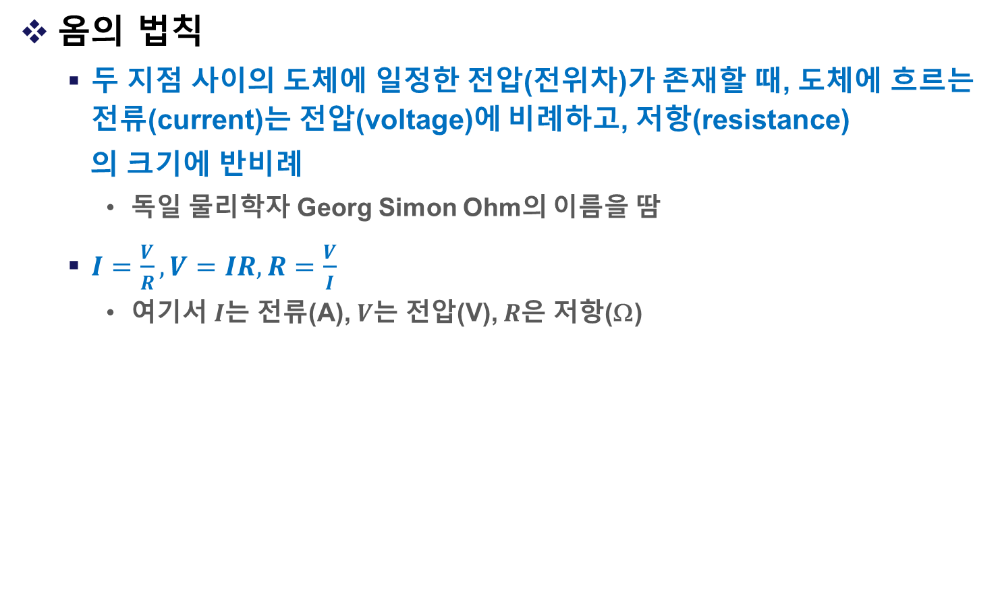 ❖ 옴의 법칙
▪ 두 지점 사이의 도체에 일정한 전압(전위차)가 존재할 때, 도체에 흐르는
전류(current)는 전압(voltage)에 비례하고, 저항(resistance)
의 크기에 반비례
• 독일 물리학자 Georg Simon Ohm의 이름을 땀
▪ I = V/R, V = IR, R = V/I
• 여기서 I는 전류(A), V는 전압(V), R은 저항(Ω)